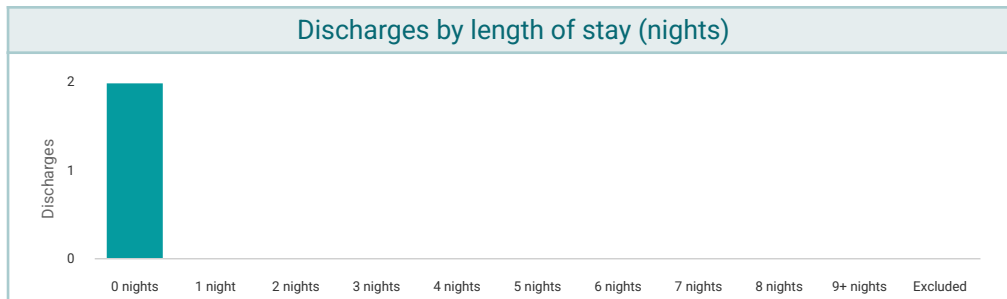 Discharges by length of stay (nights)
Discharges
2
1
0
0 nights 1 night 2 nights 3 nights 4 nights 5 nights 6 nights 7 nights 8 nights 9+ nights Excluded